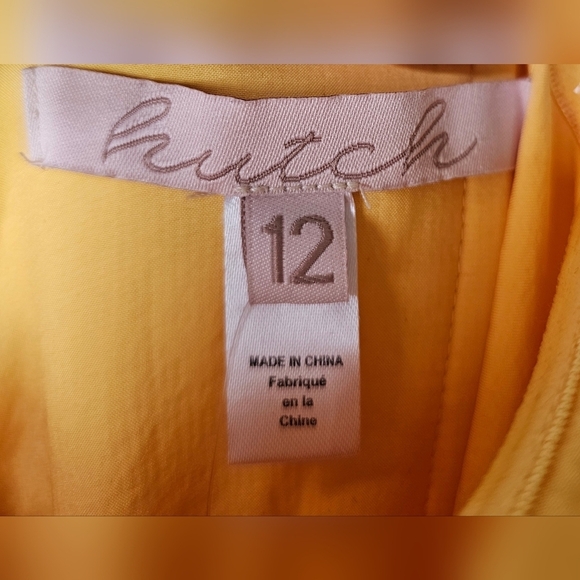 hutch
12
MADE IN CHINA
Fabriqué
en la
Chine